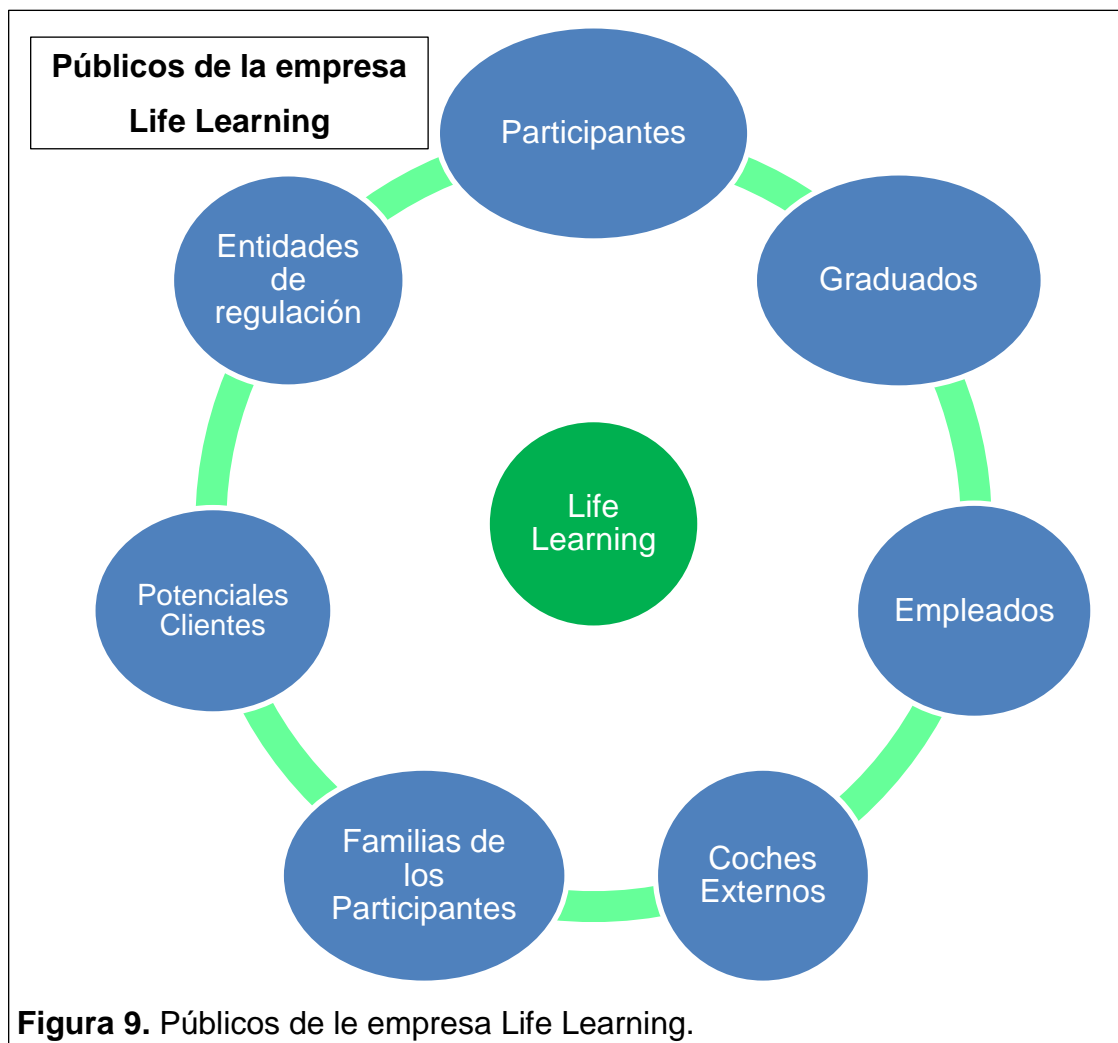 Públicos de la empresa
Life Learning
Participantes
Graduados
Empleados
Coches
Externos
Familias de
los
Participantes
Potenciales
Clientes
Entidades
de
regulación
Life
Learning
Figura 9. Públicos de le empresa Life Learning.